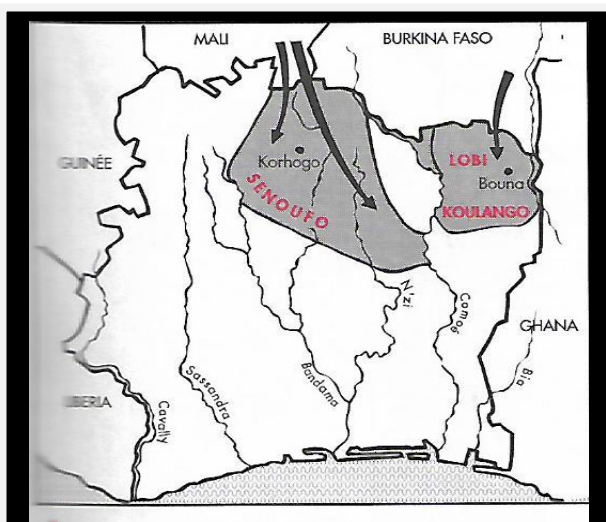 MALI
BURKINA FASO
GUINÉE
Korhogo
LOBI
Bouna
SENOUFO
KOULANGO
N'zi
Comoé
GHANA
Bia
Bandama
Sassandra
LIBERIA
Cavally